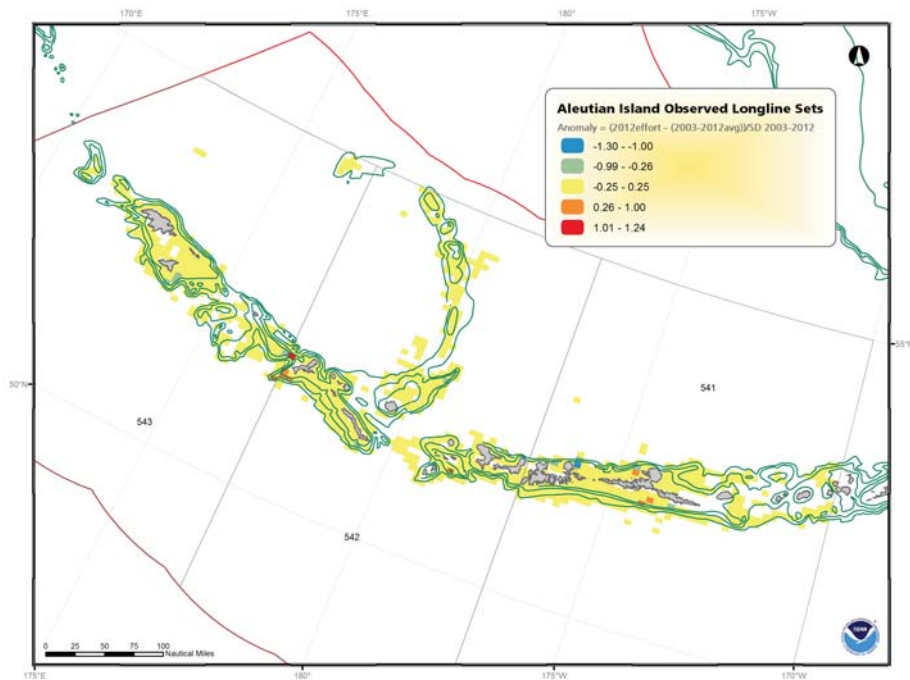 170°E
175°E
180°
175°W
Aleutian Island Observed Longline Sets
Anomaly = (2012effort - (2003-2012avg))/SD 2003-2012
-1.30 - -1.00
-0.99 - -0.26
-0.25 - 0.25
0.26 - 1.00
1.01 - 1.24
55°N
50°N
541
543
542
0 25 50 75 100
Nautical Miles
NOAA
175°E
180°
175°W
170°W